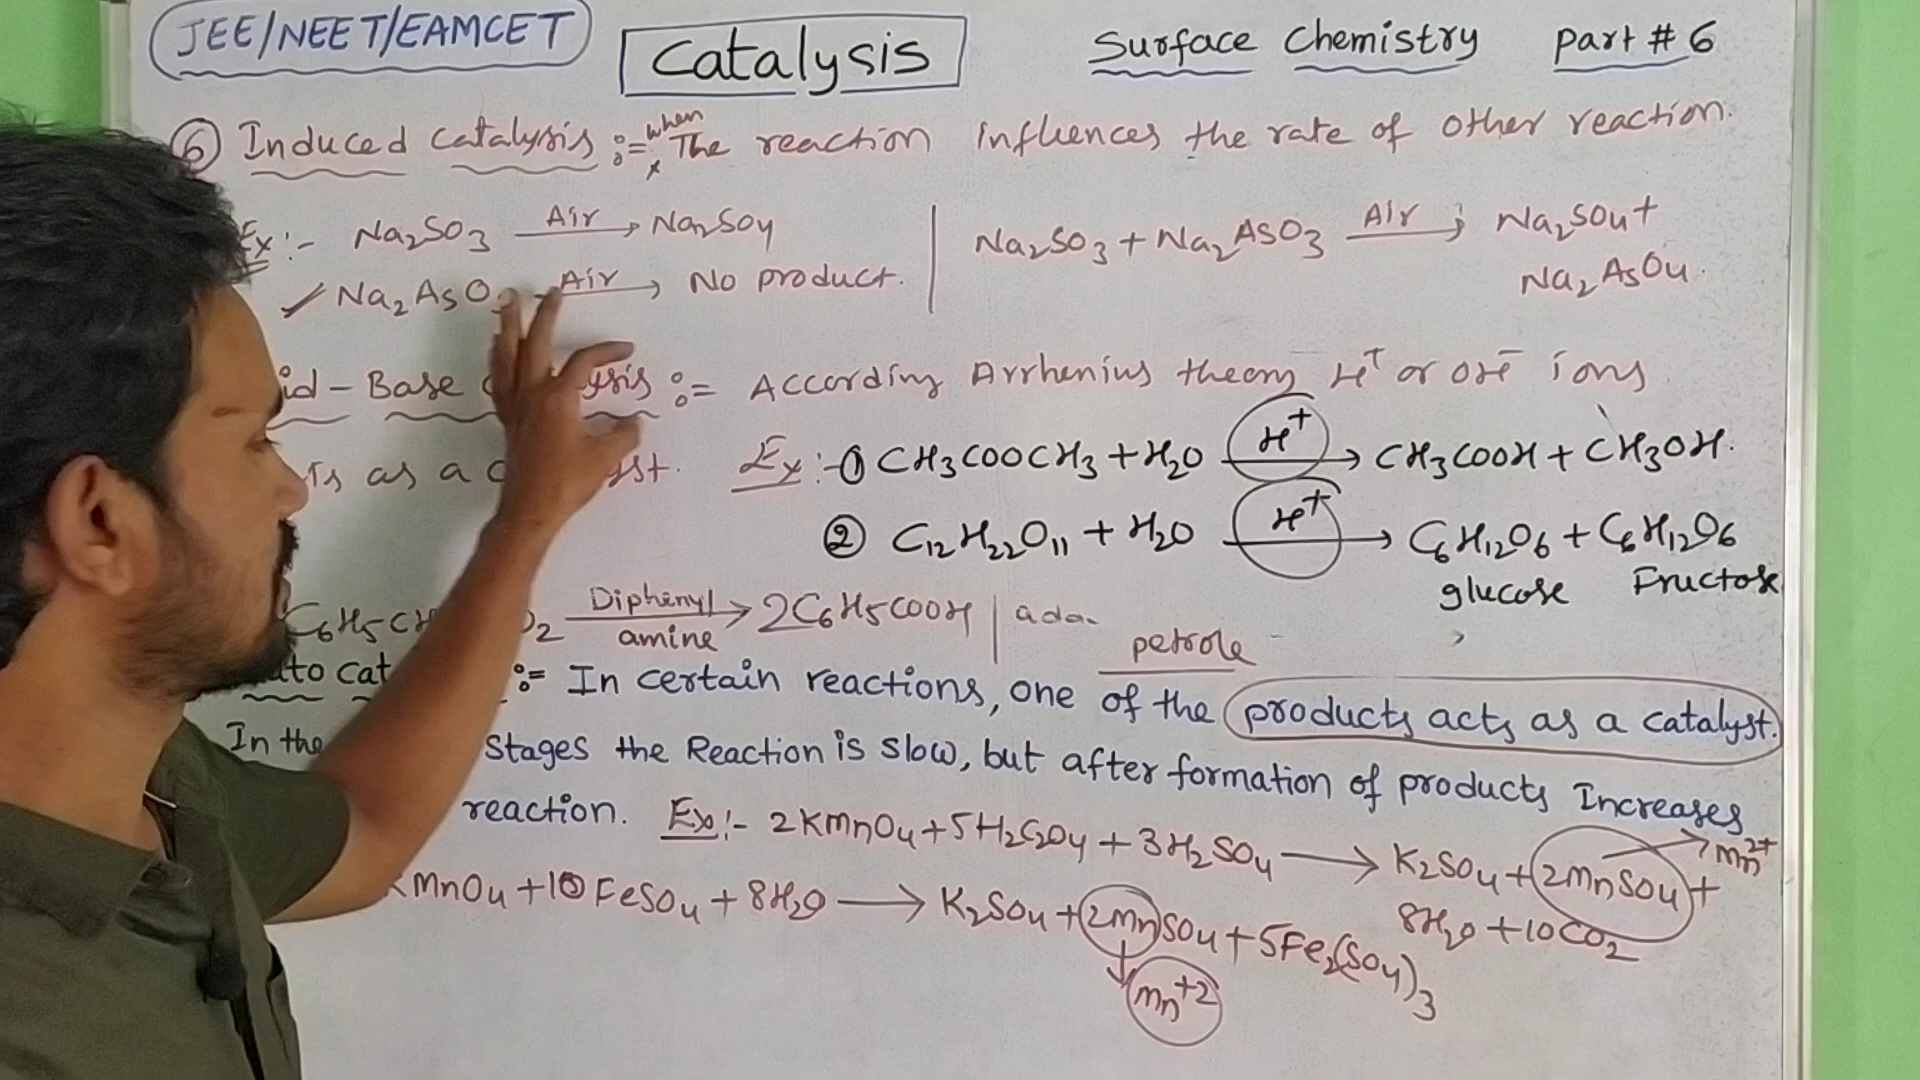 JEE/NEET/EAMCET
Catalysis
Surface Chemistry Part # 6
⑥ Induced catalysis := when
The reaction influences the rate of other reaction.
x
Ex :- Na₂SO₃ Air → Na₂SO₄
Na₂AsO₃ Air → No product.
Na₂SO₃ + Na₂ASO₃ Air → Na₂SO₄ +
Na₂AsO₄.
id - Base ysis := According Arrhenius theory H⁺ or OH⁻ ions
ts as a c yst. Ex :- ① CH₃COOCH₃ + H₂O H⁺ → CH₃COOH + CH₃OH.
② C₁₂H₂₂O₁₁ + H₂O H⁺ → C₆H₁₂O₆ + C₆H₁₂O₆
glucose Fructose
C₆H₅CH O₂ Diphenyl amine → 2C₆H₅COOH
petrole
uto cat := In certain reactions, one of the products acts as a catalyst.
In the stages the Reaction is slow, but after formation of products Increases
reaction. Ex :- 2KMnO₄ + 5H₂C₂O₄ + 3H₂SO₄ → K₂SO₄ + 2MnSO₄ + Mn²⁺
8H₂O + 10CO₂
KMnO₄ + 10 FeSO₄ + 8H₂O → K₂SO₄ + 2MnSO₄ + 5Fe₂(SO₄)₃
Mn⁺²